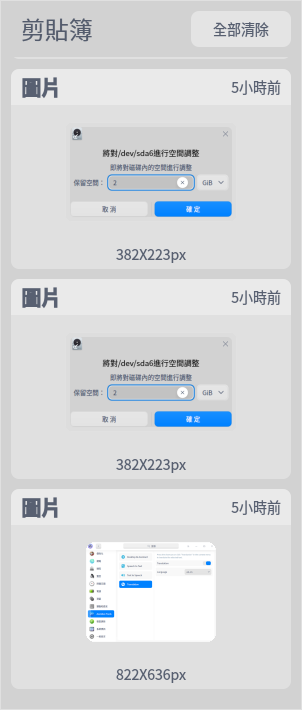 剪貼簿
全部清除
圖片
5小時前
將對/dev/sda6進行空間調整
即將對磁碟內的空間進行調整
保留空間：
2
GiB
取消
確定
382X223px
圖片
5小時前
將對/dev/sda6進行空間調整
即將對磁碟內的空間進行調整
保留空間：
2
GiB
取消
確定
382X223px
圖片
5小時前
822X636px